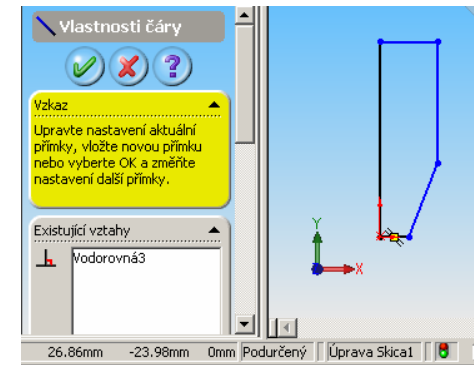 Vlastnosti čáry
?
Vzkaz
Upravte nastavení aktuální
přímky, vložte novou přímku
nebo vyberte OK a změňte
nastavení další přímky.
Existující vztahy
Vodorovná3
Y
X
26.86mm -23.98mm 0mm Podurčený Úprava Skica1